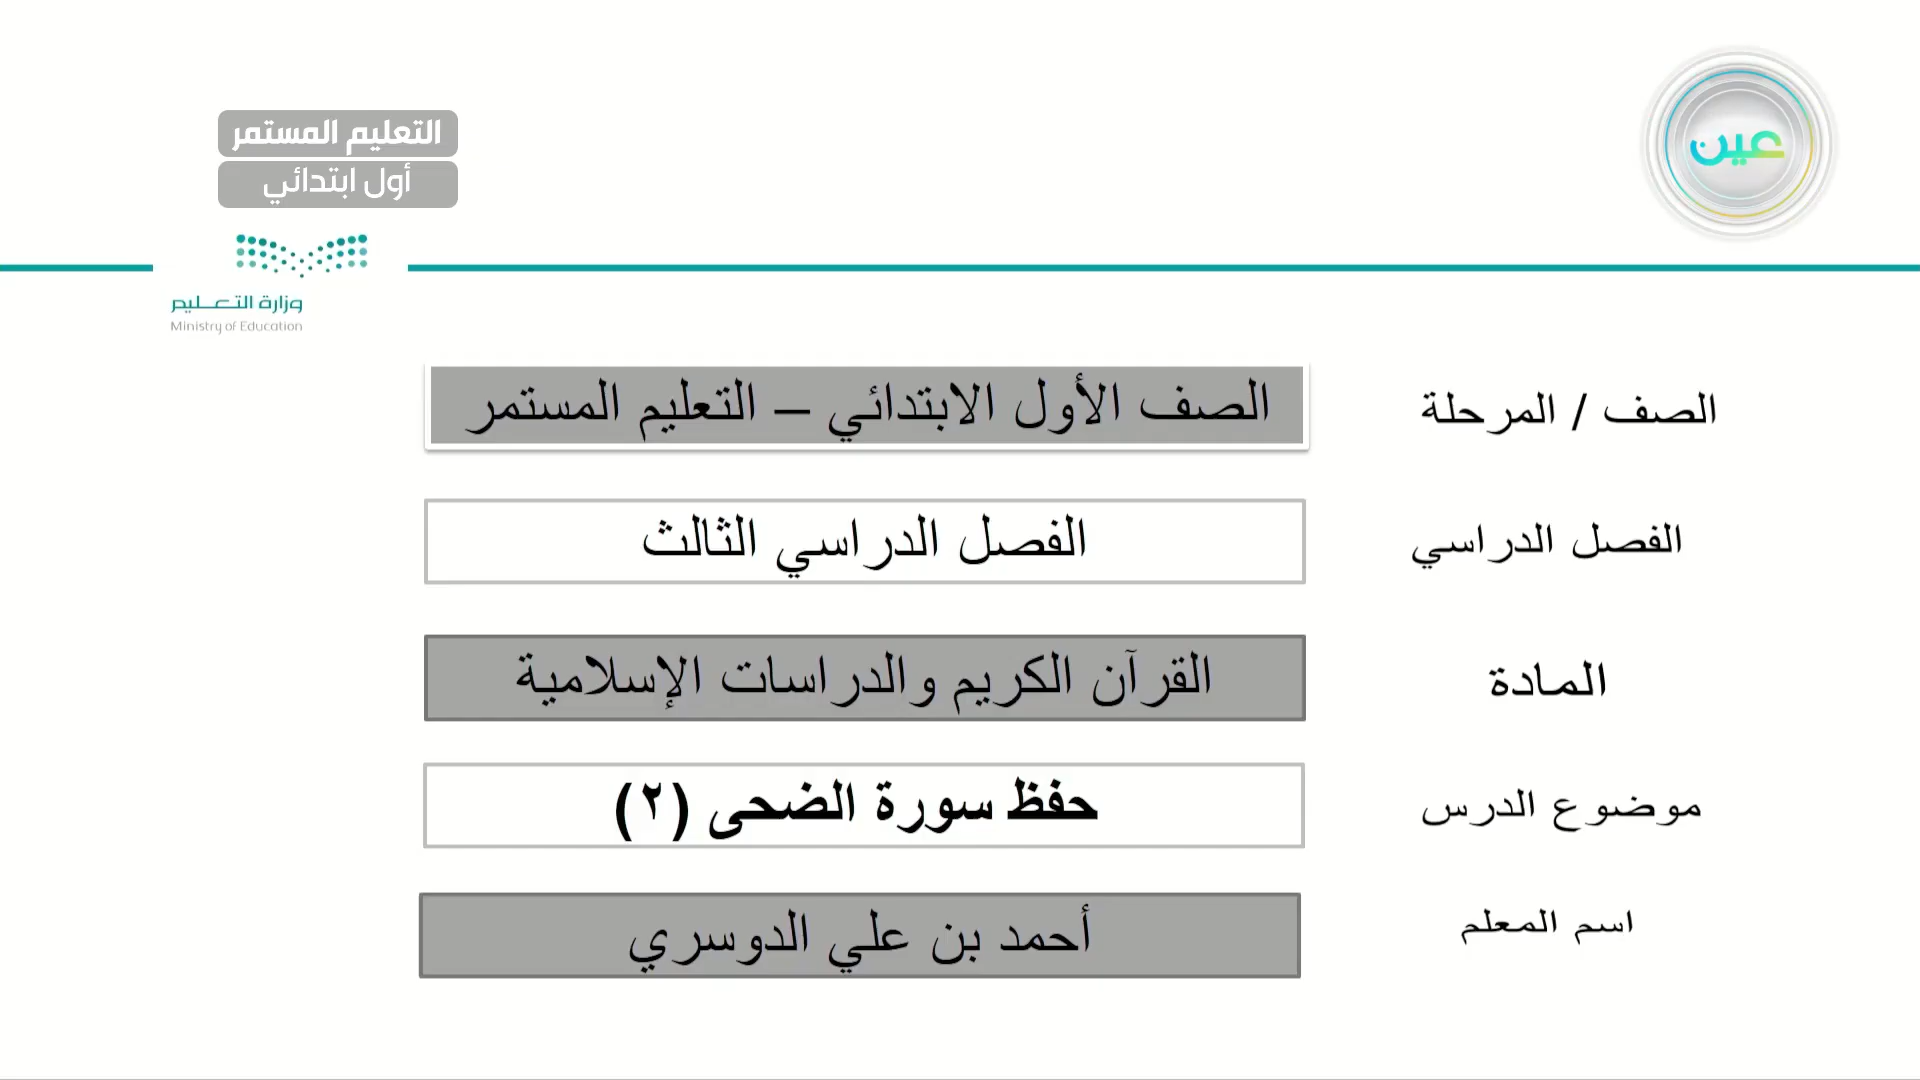 عين
التعليم المستمر
أول ابتدائي
وزارة التعليم
Ministry of Education
الصف / المرحلة
الصف الأول الابتدائي – التعليم المستمر
الفصل الدراسي
الفصل الدراسي الثالث
المادة
القرآن الكريم والدراسات الإسلامية
موضوع الدرس
حفظ سورة الضحى (٢)
اسم المعلم
أحمد بن علي الدوسري